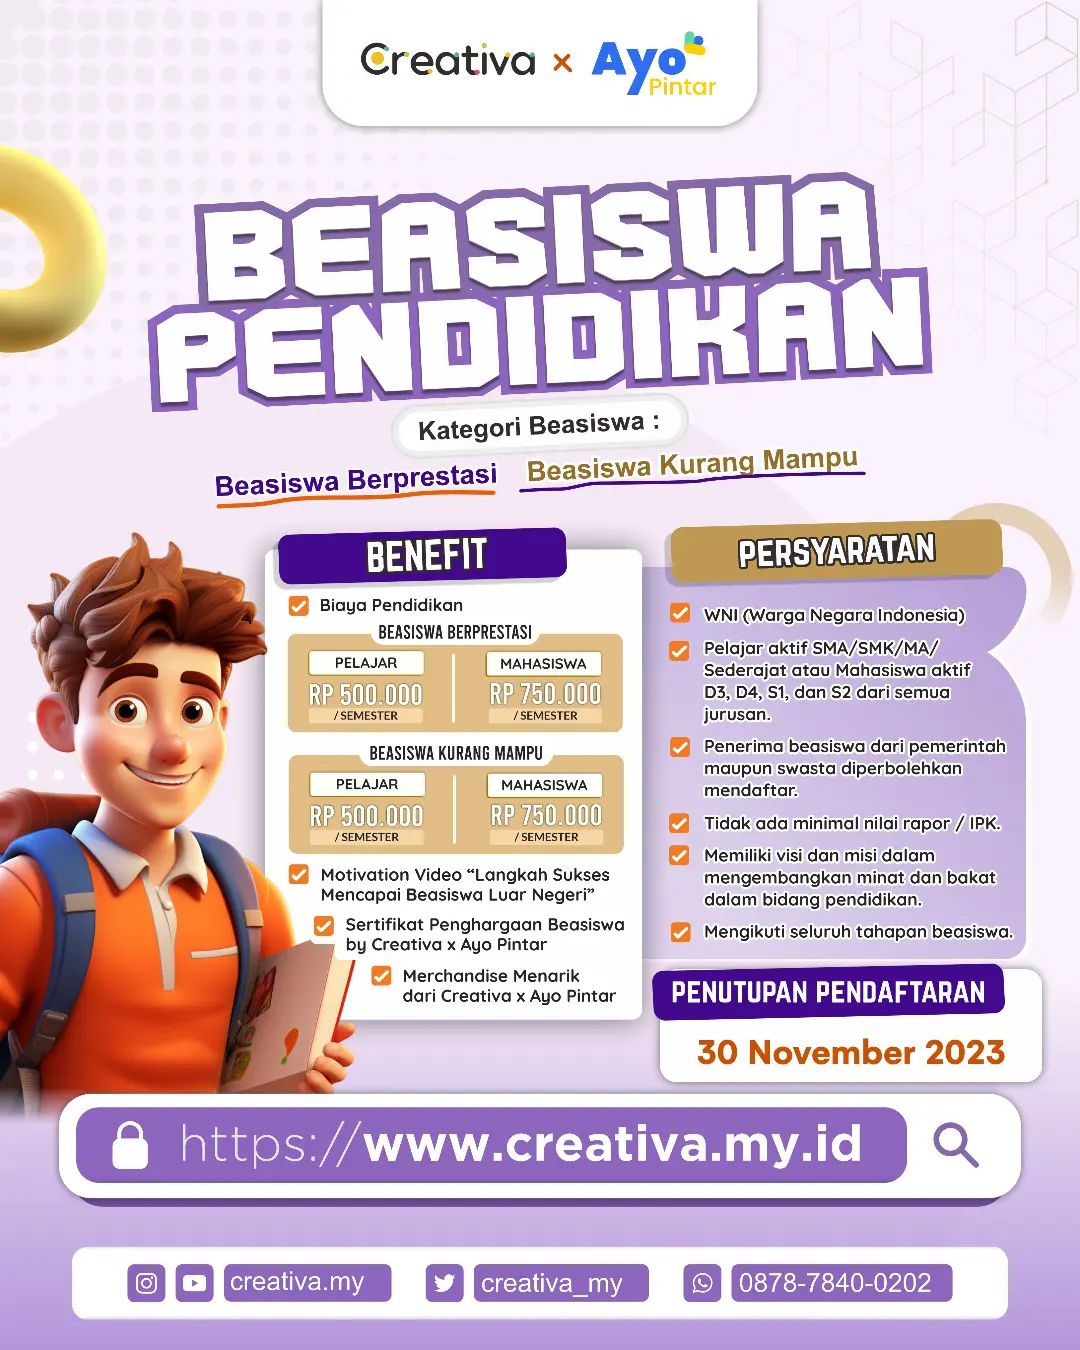 Creativa x Ayo Pintar
BEASISWA
PENDIDIKAN
Kategori Beasiswa :
Beasiswa Berprestasi
Beasiswa Kurang Mampu
BENEFIT
Biaya Pendidikan
BEASISWA BERPRESTASI
PELAJAR
RP 500.000
/ SEMESTER
MAHASISWA
RP 750.000
/ SEMESTER
BEASISWA KURANG MAMPU
PELAJAR
RP 500.000
/ SEMESTER
MAHASISWA
RP 750.000
/ SEMESTER
Motivation Video “Langkah Sukses
Mencapai Beasiswa Luar Negeri”
Sertifikat Penghargaan Beasiswa
by Creativa x Ayo Pintar
Merchandise Menarik
dari Creativa x Ayo Pintar
PERSYARATAN
WNI (Warga Negara Indonesia)
Pelajar aktif SMA/SMK/MA/
Sederajat atau Mahasiswa aktif
D3, D4, S1, dan S2 dari semua
jurusan.
Penerima beasiswa dari pemerintah
maupun swasta diperbolehkan
mendaftar.
Tidak ada minimal nilai rapor / IPK.
Memiliki visi dan misi dalam
mengembangkan minat dan bakat
dalam bidang pendidikan.
Mengikuti seluruh tahapan beasiswa.
PENUTUPAN PENDAFTARAN
30 November 2023
https://www.creativa.my.id
creativa.my
creativa_my
0878-7840-0202